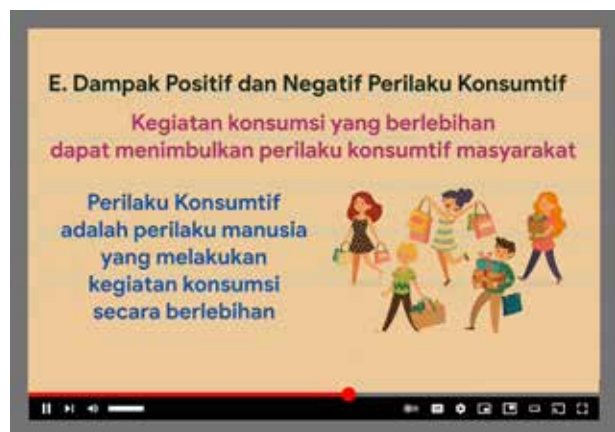 E. Dampak Positif dan Negatif Perilaku Konsumtif
Kegiatan konsumsi yang berlebihan
dapat menimbulkan perilaku konsumtif masyarakat
Perilaku Konsumtif
adalah perilaku manusia
yang melakukan
kegiatan konsumsi
secara berlebihan